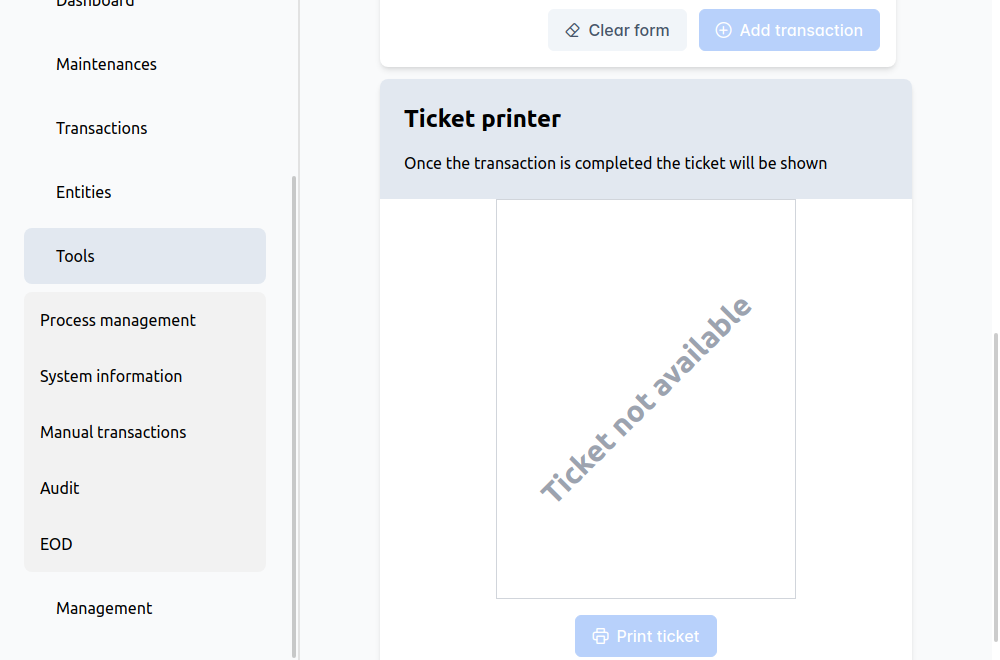 Dashboard
Maintenances
Transactions
Entities
Tools
Process management
System information
Manual transactions
Audit
EOD
Management
Clear form
Add transaction
Ticket printer
Once the transaction is completed the ticket will be shown
Ticket not available
Print ticket